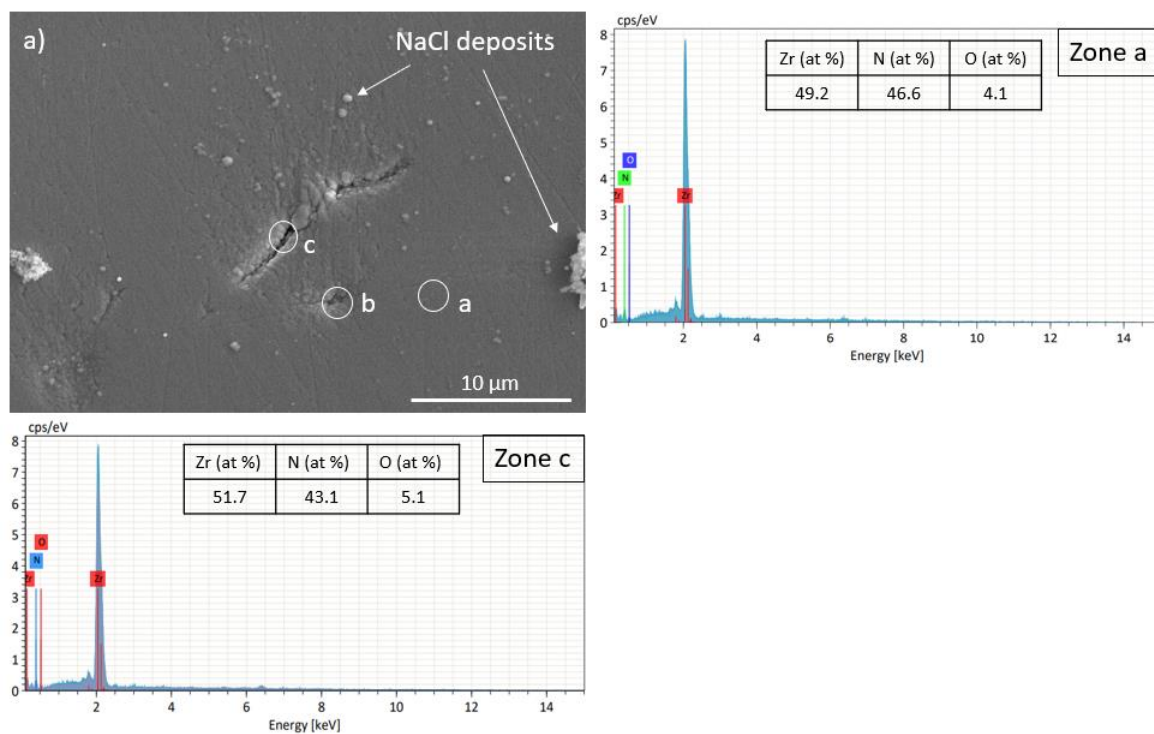 a)
NaCl deposits
c
b
a
10 µm
cps/eV
Zone a
Zr (at %) N (at %) O (at %)
49.2 46.6 4.1
8
7
6
5
4
3
2
1
0
O
N
Zr
Zr
2 4 6 8 10 12 14
Energy [keV]
cps/eV
Zone c
Zr (at %) N (at %) O (at %)
51.7 43.1 5.1
8
7
6
5
4
3
2
1
0
O
N
Zr
Zr
2 4 6 8 10 12 14
Energy [keV]